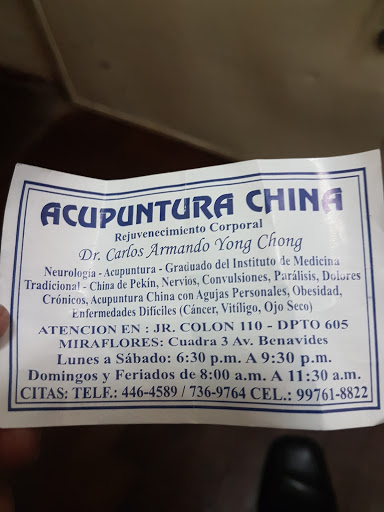 ACUPUNTURA CHINA
Rejuvenecimiento Corporal
Dr. Carlos Armando Yong Chong
Neurologia - Acupuntura - Graduado del Instituto de Medicina
Tradicional - China de Pekín, Nervios, Convulsiones, Parálisis, Dolores
Crónicos, Acupuntura China con Agujas Personales, Obesidad,
Enfermedades Difíciles (Cáncer, Vitíligo, Ojo Seco)
ATENCION EN : JR. COLON 110 - DPTO 605
MIRAFLORES: Cuadra 3 Av. Benavides
Lunes a Sábado: 6:30 p.m. A 9:30 p.m.
Domingos y Feriados de 8:00 a.m. A 11:30 a.m.
CITAS: TELF.: 446-4589 / 736-9764 CEL.: 99761-8822